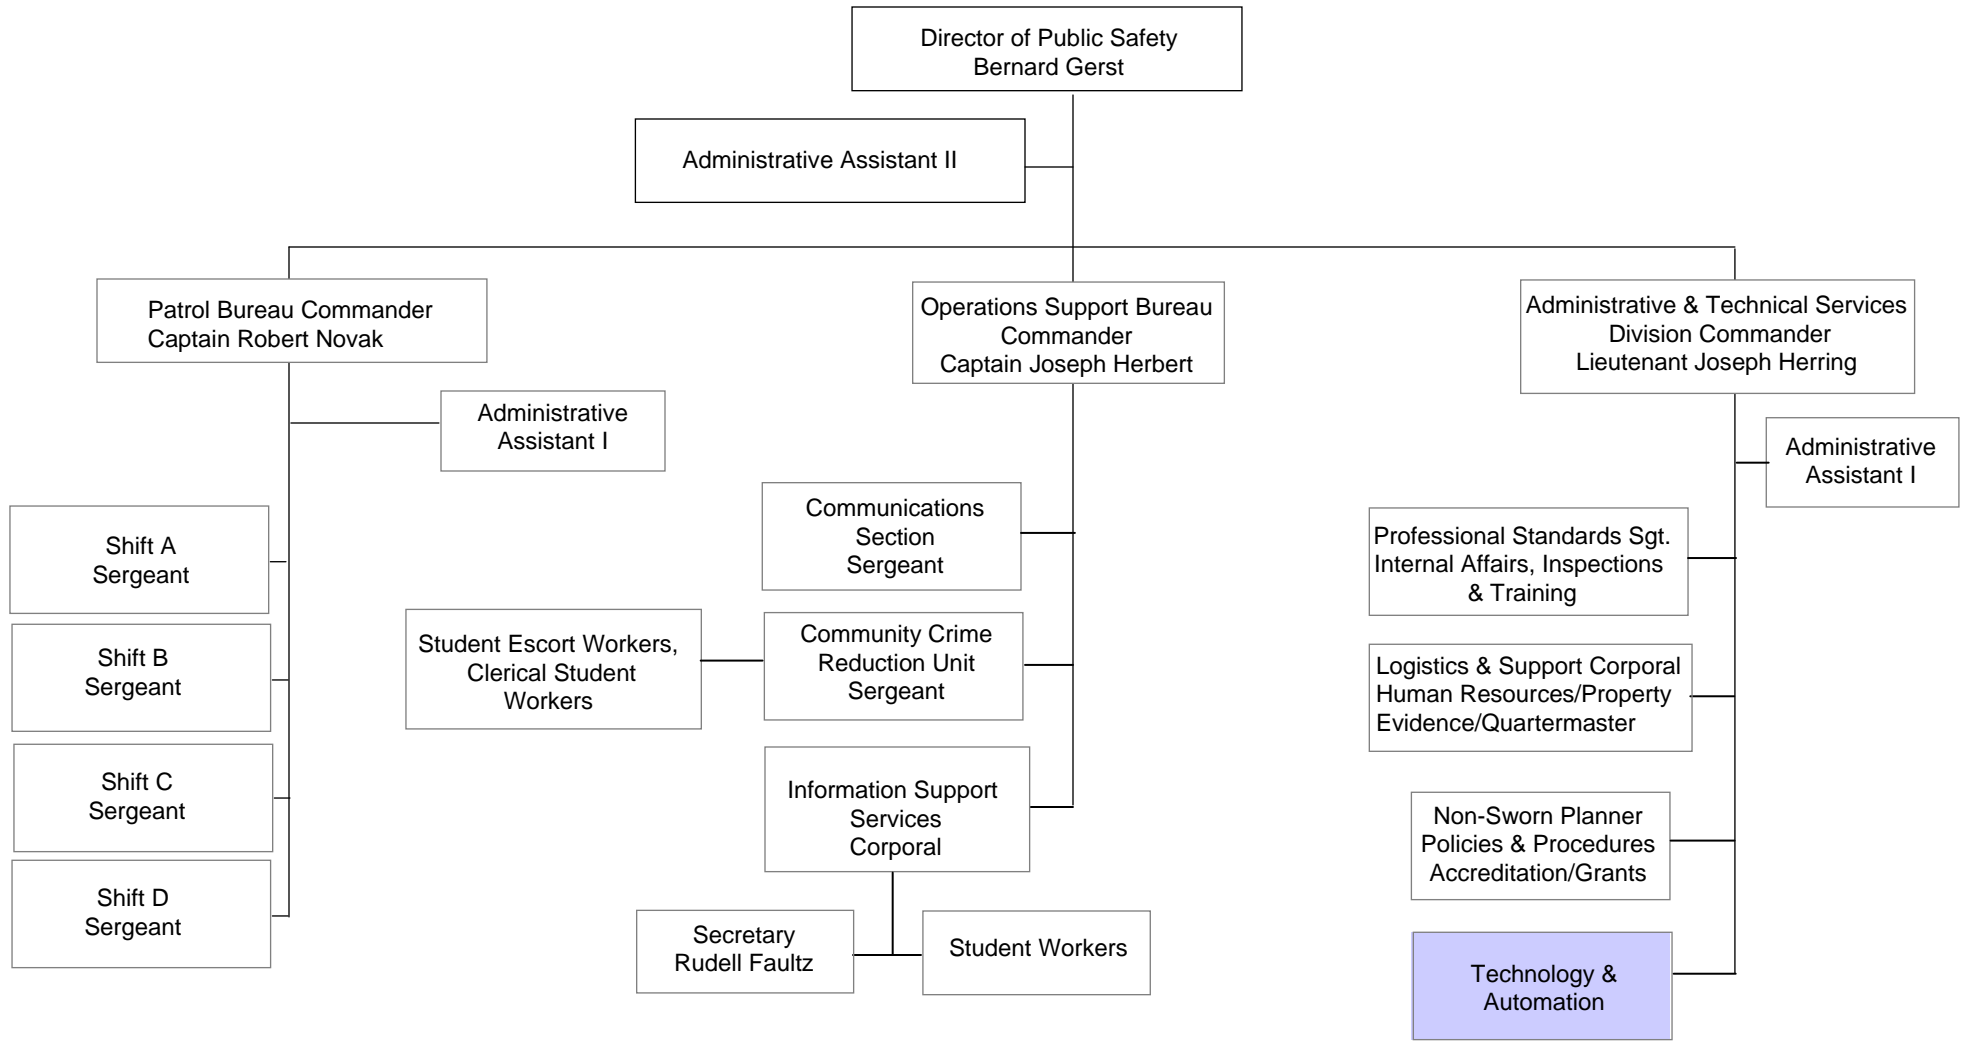 Director of Public Safety
Bernard Gerst
Administrative Assistant II
Patrol Bureau Commander
Captain Robert Novak
Operations Support Bureau
Commander
Captain Joseph Herbert
Administrative & Technical Services
Division Commander
Lieutenant Joseph Herring
Administrative
Assistant I
Administrative
Assistant I
Shift A
Sergeant
Shift B
Sergeant
Shift C
Sergeant
Shift D
Sergeant
Communications
Section
Sergeant
Student Escort Workers,
Clerical Student
Workers
Community Crime
Reduction Unit
Sergeant
Information Support
Services
Corporal
Secretary
Rudell Faultz
Student Workers
Professional Standards Sgt.
Internal Affairs, Inspections
& Training
Logistics & Support Corporal
Human Resources/Property
Evidence/Quartermaster
Non-Sworn Planner
Policies & Procedures
Accreditation/Grants
Technology &
Automation